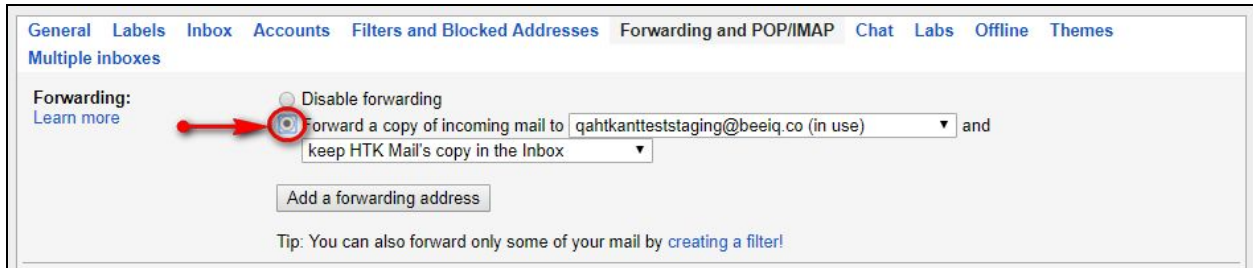 General Labels Inbox Accounts Filters and Blocked Addresses Forwarding and POP/IMAP Chat Labs Offline Themes
Multiple inboxes
Forwarding:
Learn more
Disable forwarding
Forward a copy of incoming mail to qahtkantteststaging@beeiq.co (in use) and
keep HTK Mail's copy in the Inbox
Add a forwarding address
Tip: You can also forward only some of your mail by creating a filter!